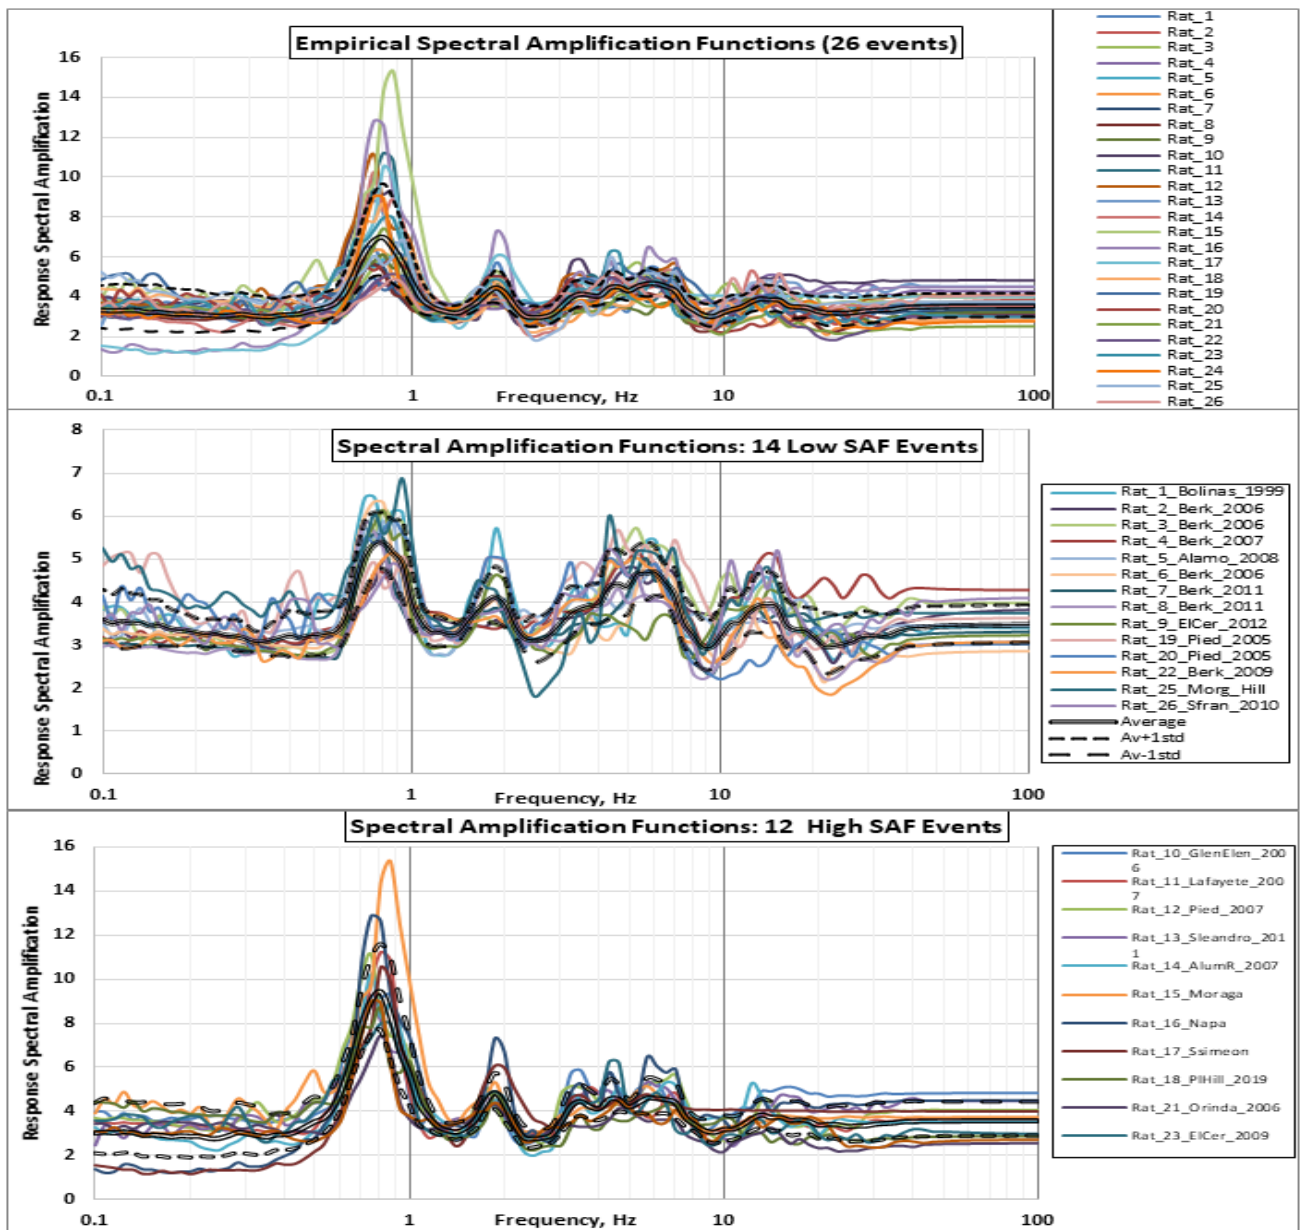 Empirical Spectral Amplification Functions (26 events)
Response Spectral Amplification
16
14
12
10
8
6
4
2
0
0.1
1
10
100
Frequency, Hz
Rat_1
Rat_2
Rat_3
Rat_4
Rat_5
Rat_6
Rat_7
Rat_8
Rat_9
Rat_10
Rat_11
Rat_12
Rat_13
Rat_14
Rat_15
Rat_16
Rat_17
Rat_18
Rat_19
Rat_20
Rat_21
Rat_22
Rat_23
Rat_24
Rat_25
Rat_26
Spectral Amplification Functions: 14 Low SAF Events
Response Spectral Amplification
8
7
6
5
4
3
2
1
0
0.1
1
10
100
Frequency, Hz
Rat_1_Bolinas_1999
Rat_2_Berk_2006
Rat_3_Berk_2006
Rat_4_Berk_2007
Rat_5_Alamo_2008
Rat_6_Berk_2006
Rat_7_Berk_2011
Rat_8_Berk_2011
Rat_9_ElCer_2012
Rat_19_Pied_2005
Rat_20_Pied_2005
Rat_22_Berk_2009
Rat_25_Morg_Hill
Rat_26_Sfran_2010
Average
Av+1std
Av-1std
Spectral Amplification Functions: 12 High SAF Events
Response Spectral Amplification
16
14
12
10
8
6
4
2
0
0.1
1
10
100
Frequency, Hz
Rat_10_GlenElen_200
6
Rat_11_Lafayete_200
7
Rat_12_Pied_2007
Rat_13_Sleandro_201
1
Rat_14_AlumR_2007
Rat_15_Moraga
Rat_16_Napa
Rat_17_Ssimeon
Rat_18_PlHill_2019
Rat_21_Orinda_2006
Rat_23_ElCer_2009